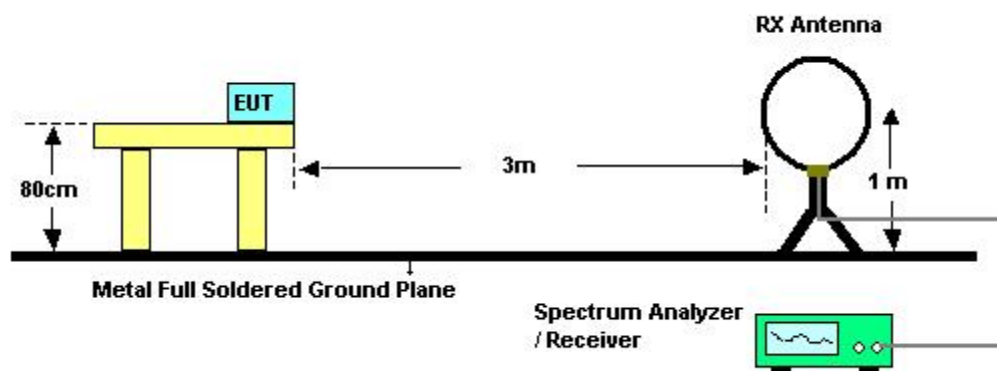 RX Antenna
EUT
3m
80cm
1 m
Metal Full Soldered Ground Plane
Spectrum Analyzer
/ Receiver